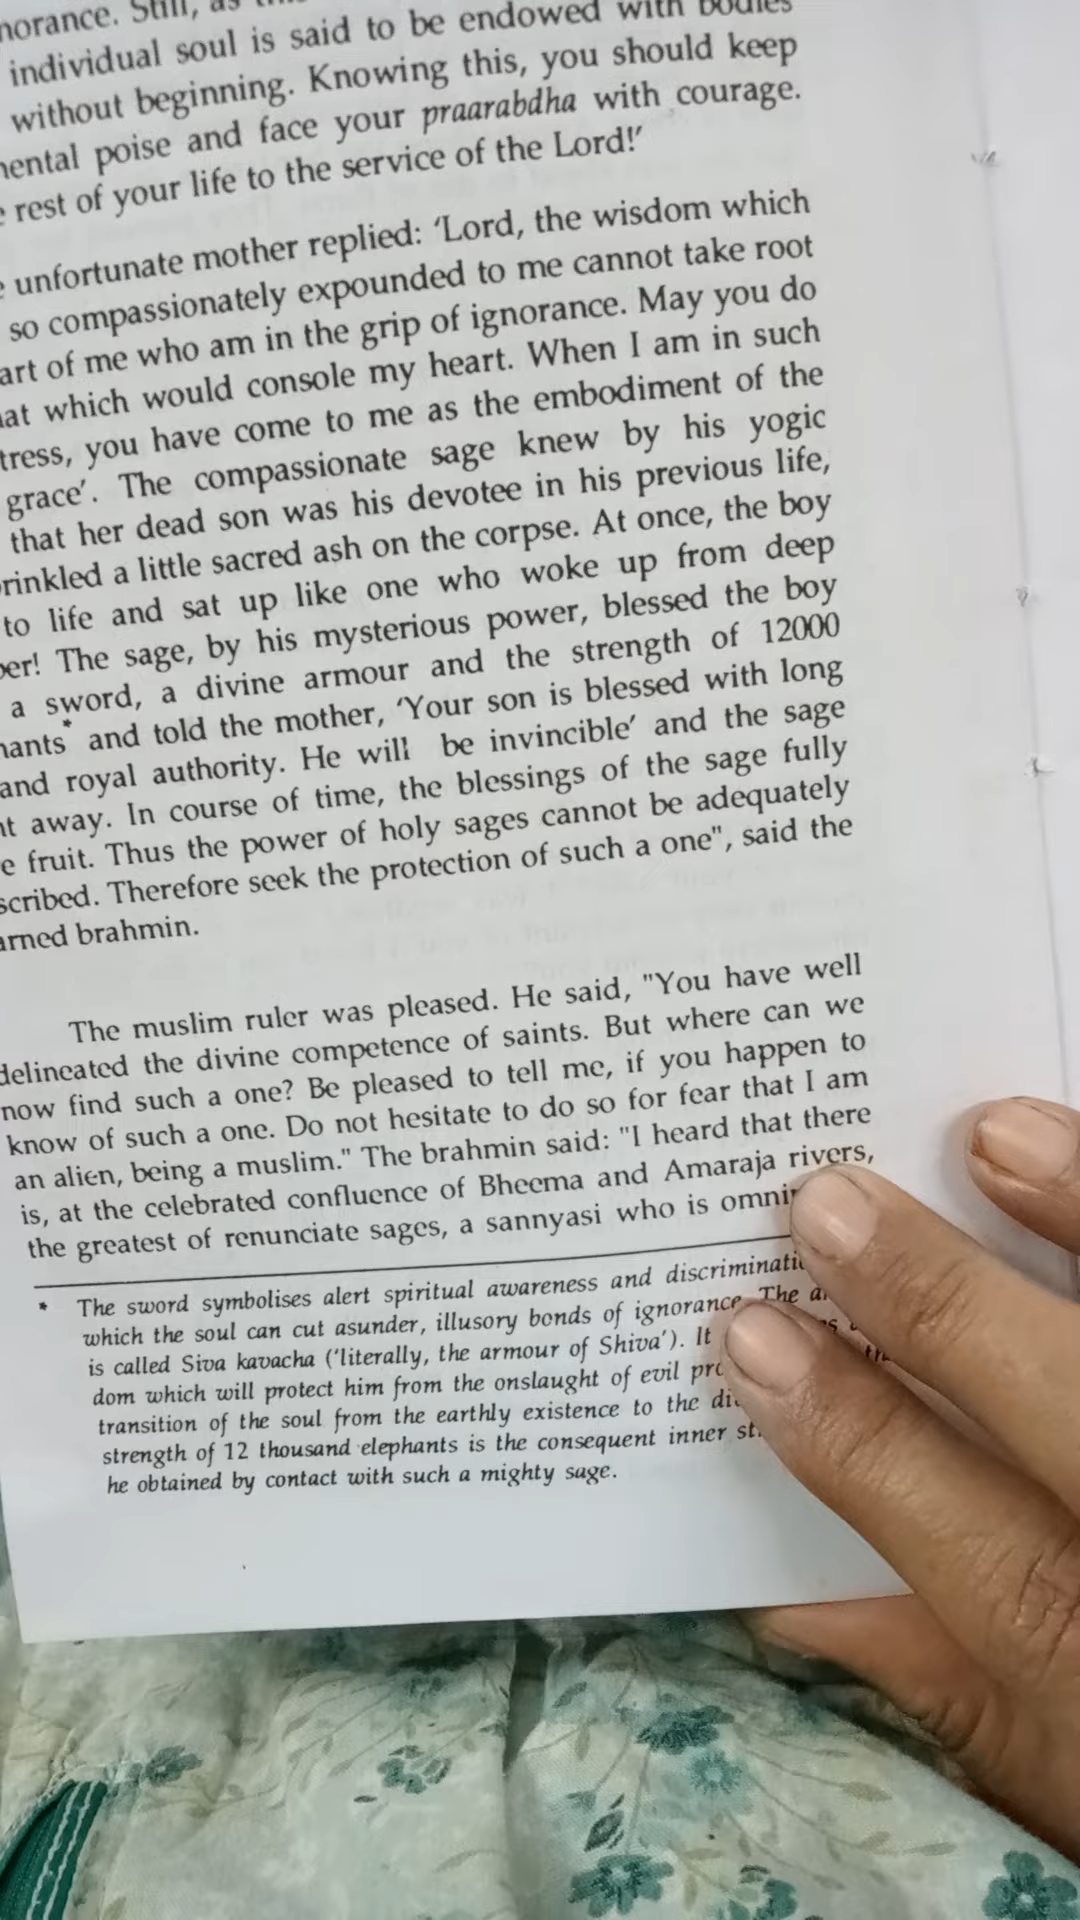 individual soul is said to be endowed with bodies
without beginning. Knowing this, you should keep
poise and face your praarabdha with courage.
rest of your life to the service of the Lord!'
unfortunate mother replied: 'Lord, the wisdom which
so compassionately expounded to me cannot take root
of me who am in the grip of ignorance. May you do
which would console my heart. When I am in such
you have come to me as the embodiment of the
grace'. The compassionate sage knew by his yogic
that her dead son was his devotee in his previous life,
a little sacred ash on the corpse. At once, the boy
to life and sat up like one who woke up from deep
The sage, by his mysterious power, blessed the boy
a sword, a divine armour and the strength of 12000
* and told the mother, 'Your son is blessed with long
and royal authority. He will be invincible' and the sage
away. In course of time, the blessings of the sage fully
fruit. Thus the power of holy sages cannot be adequately
Therefore seek the protection of such a one", said the
brahmin.
The muslim ruler was pleased. He said, "You have well
delineated the divine competence of saints. But where can we
now find such a one? Be pleased to tell me, if you happen to
know of such a one. Do not hesitate to do so for fear that I am
an alien, being a muslim." The brahmin said: "I heard that there
is, at the celebrated confluence of Bheema and Amaraja rivers,
the greatest of renunciate sages, a sannyasi who is
* The sword symbolises alert spiritual awareness and
which the soul can cut asunder, illusory bonds of ignorance. The
is called Siva kavacha ('literally, the armour of Shiva'). It
dom which will protect him from the onslaught of evil
transition of the soul from the earthly existence to the
strength of 12 thousand elephants is the consequent inner
he obtained by contact with such a mighty sage.